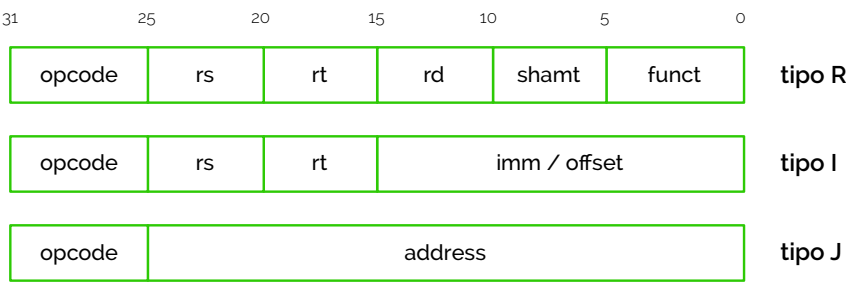 31 25 20 15 10 5 0
opcode rs rt rd shamt funct tipo R
opcode rs rt imm / offset tipo I
opcode address tipo J